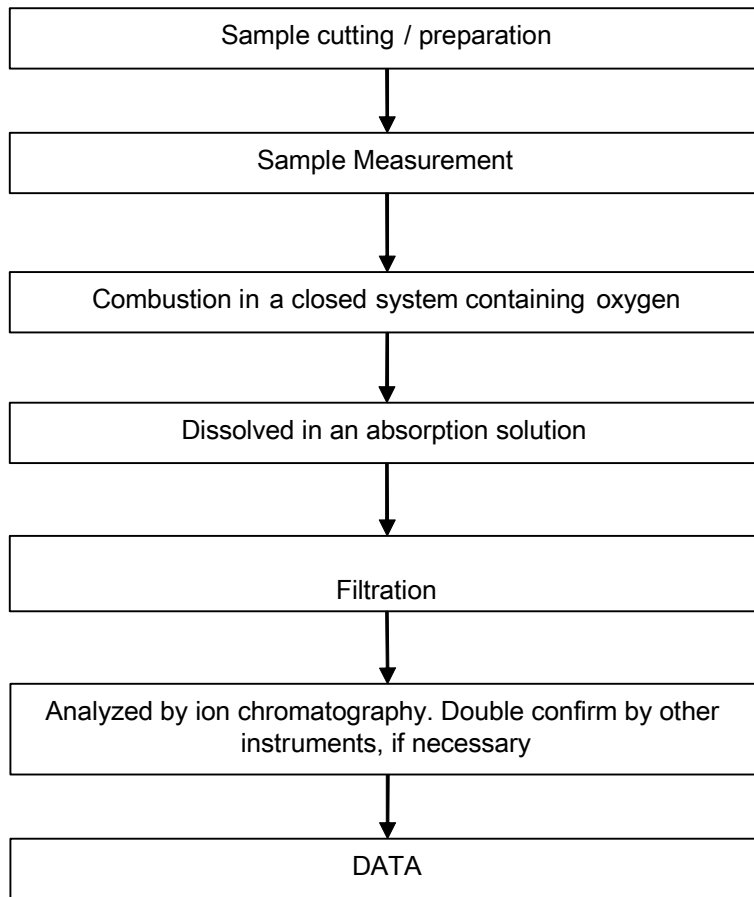 Sample cutting / preparation
Sample Measurement
Combustion in a closed system containing oxygen
Dissolved in an absorption solution
Filtration
Analyzed by ion chromatography. Double confirm by other
instruments, if necessary
DATA